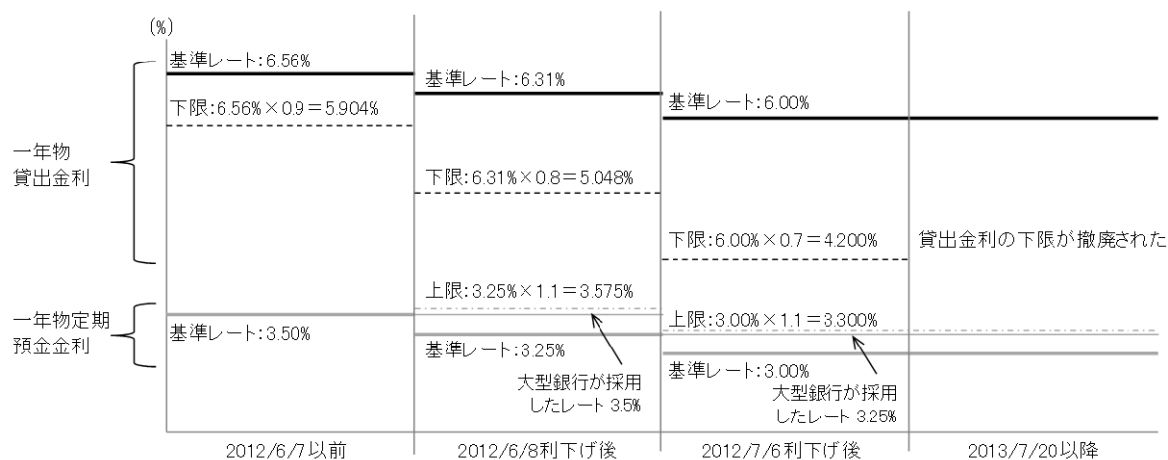 (%)
基準レート:6.56%
下限:6.56%×0.9=5.904%
基準レート:6.31%
下限:6.31%×0.8=5.048%
基準レート:6.00%
下限:6.00%×0.7=4.200%
貸出金利の下限が撤廃された
一年物
貸出金利
一年物定期
預金金利
基準レート:3.50%
上限:3.25%×1.1=3.575%
基準レート:3.25%
大型銀行が採用
したレート 3.5%
上限:3.00%×1.1=3.300%
基準レート:3.00%
大型銀行が採用
したレート 3.25%
2012/6/7以前
2012/6/8利下げ後
2012/7/6利下げ後
2013/7/20以降